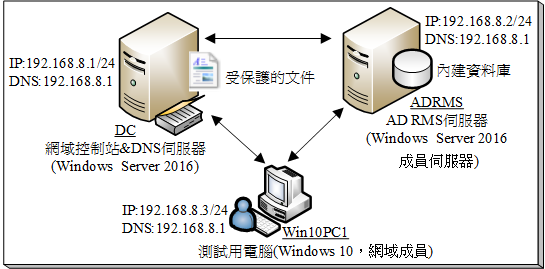 IP:192.168.8.1/24
DNS:192.168.8.1
受保護的文件
DC
網域控制站&DNS伺服器
(Windows Server 2016)
IP:192.168.8.2/24
DNS:192.168.8.1
內建資料庫
ADRMS
AD RMS伺服器
(Windows Server 2016
成員伺服器)
IP:192.168.8.3/24
DNS:192.168.8.1
Win10PC1
測試用電腦(Windows 10，網域成員)